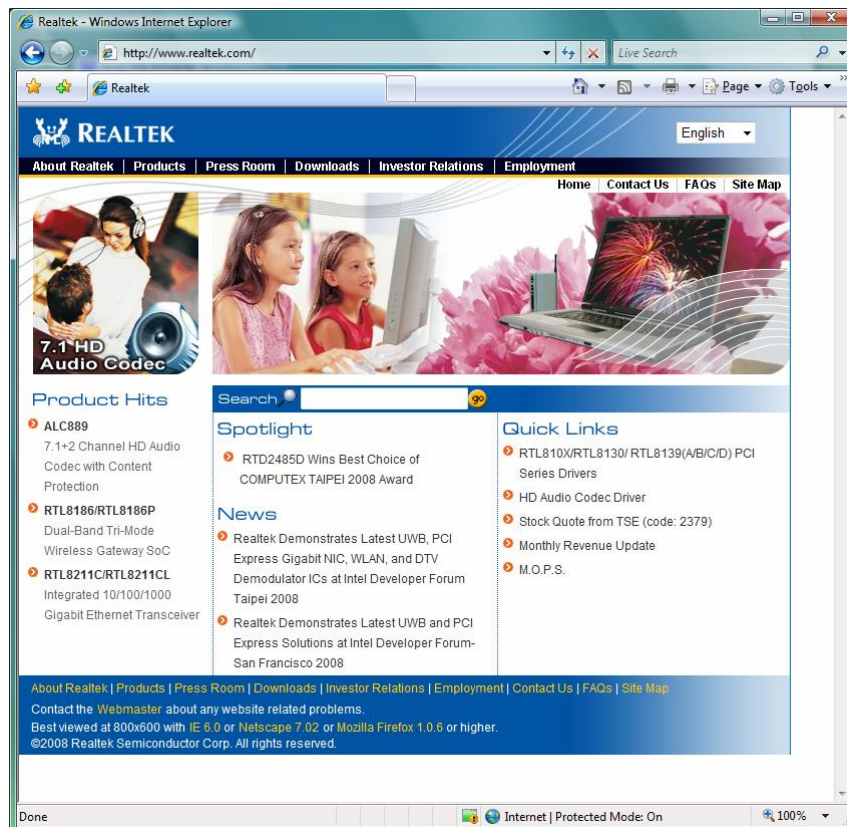 Realtek - Windows Internet Explorer
http://www.realtek.com/
Live Search
Realtek
Page
Tools
REALTEK
English
About Realtek | Products | Press Room | Downloads | Investor Relations | Employment
Home | Contact Us | FAQs | Site Map
7.1 HD
Audio Codec
Product Hits
ALC889
7.1+2 Channel HD Audio
Codec with Content
Protection
RTL8186/RTL8186P
Dual-Band Tri-Mode
Wireless Gateway SoC
RTL8211C/RTL8211CL
Integrated 10/100/1000
Gigabit Ethernet Transceiver
Search
go
Spotlight
RTD2485D Wins Best Choice of
COMPUTEX TAIPEI 2008 Award
News
Realtek Demonstrates Latest UWB, PCI
Express Gigabit NIC, WLAN, and DTV
Demodulator ICs at Intel Developer Forum
Taipei 2008
Realtek Demonstrates Latest UWB and PCI
Express Solutions at Intel Developer Forum-
San Francisco 2008
Quick Links
RTL810X/RTL8130/ RTL8139(A/B/C/D) PCI
Series Drivers
HD Audio Codec Driver
Stock Quote from TSE (code: 2379)
Monthly Revenue Update
M.O.P.S.
About Realtek | Products | Press Room | Downloads | Investor Relations | Employment | Contact Us | FAQs | Site Map
Contact the Webmaster about any website related problems.
Best viewed at 800x600 with IE 6.0 or Netscape 7.02 or Mozilla Firefox 1.0.6 or higher.
©2008 Realtek Semiconductor Corp. All rights reserved.
Done
Internet | Protected Mode: On
100%